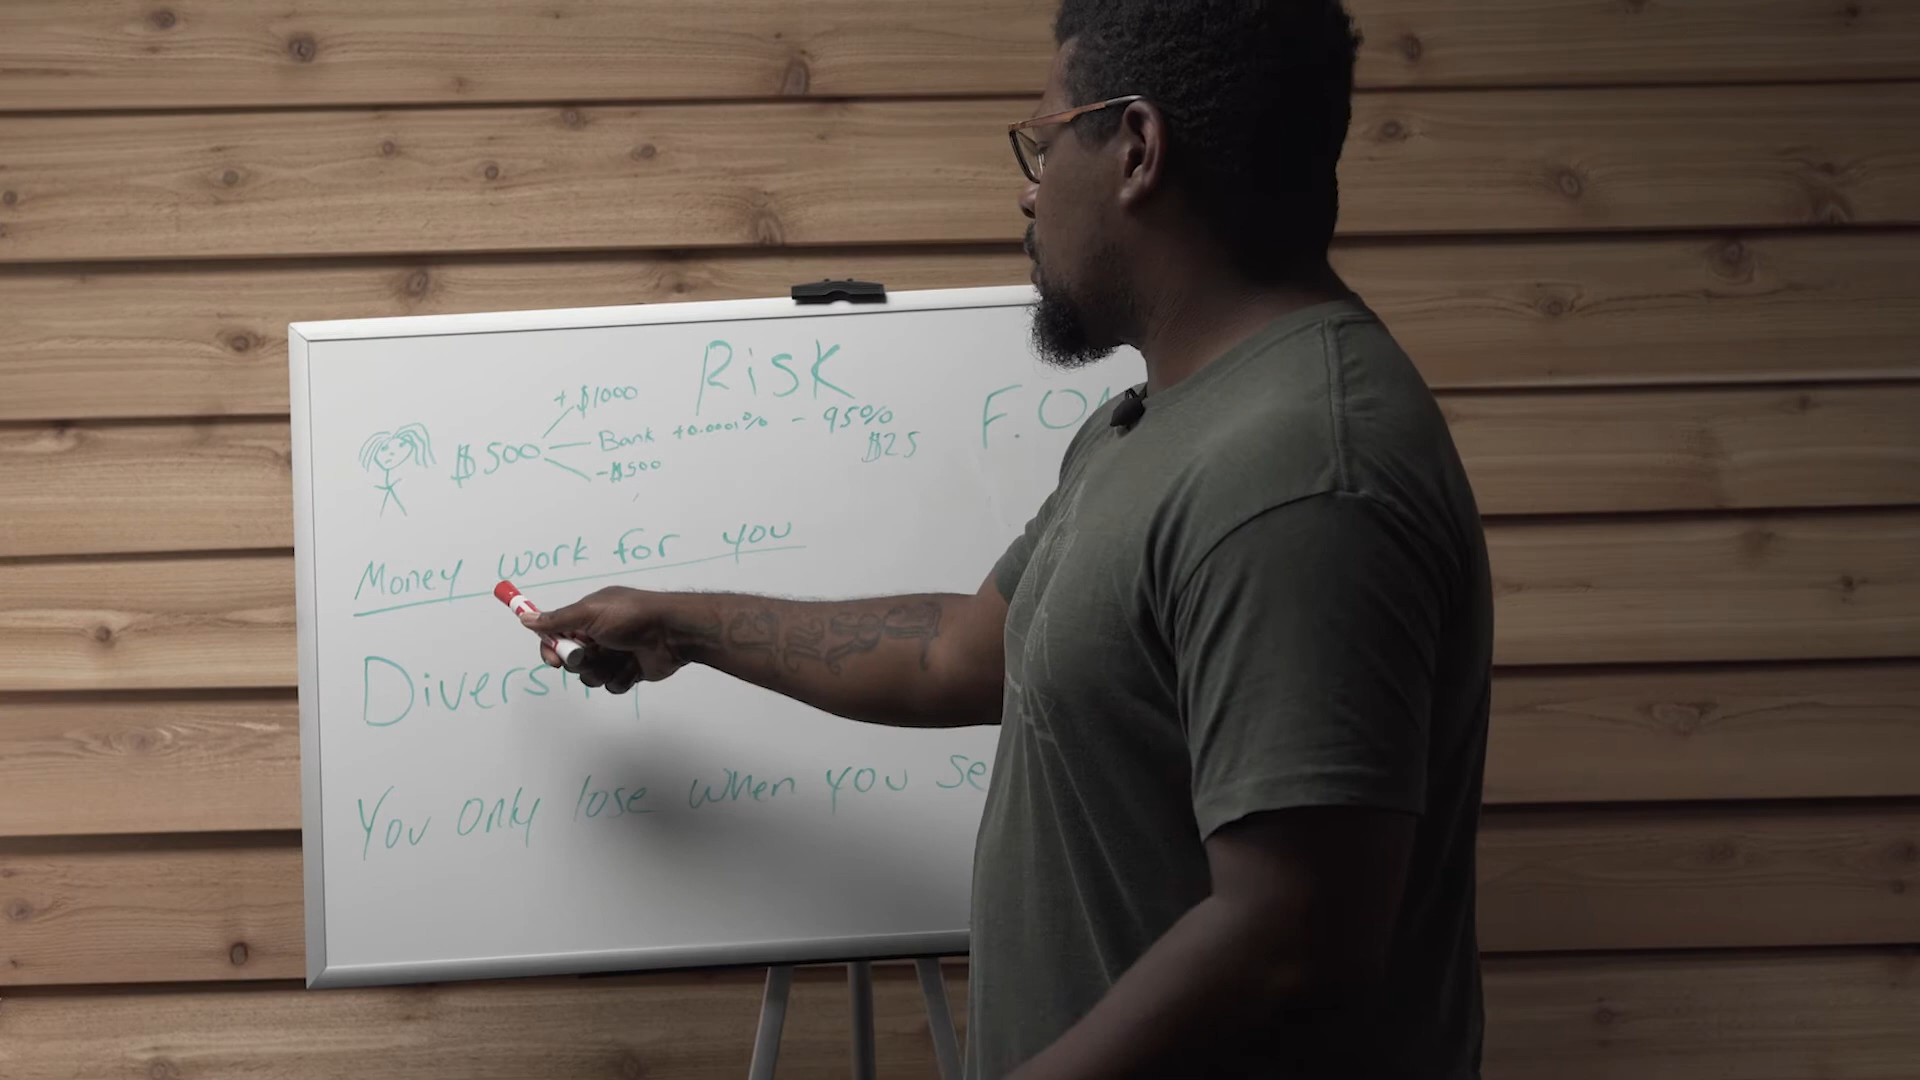 Risk
+ $1000
$500 Bank +0.0001% - 95%
-$500
$25
F.O
Money work for you
Diversity
You only lose when you se